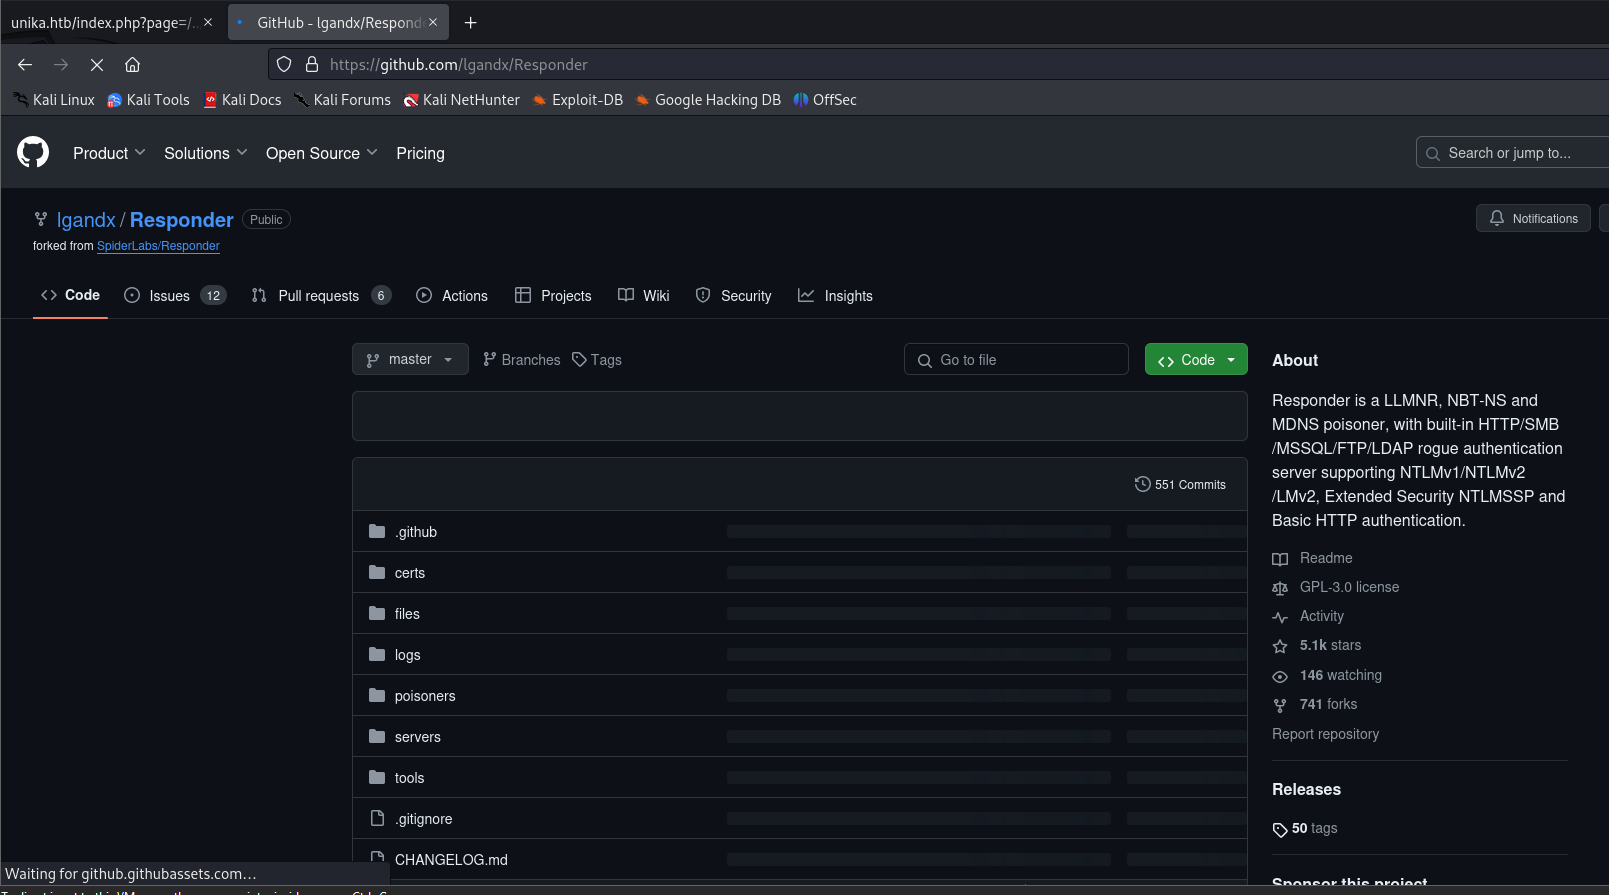 unika.htb/index.php?page=/...
GitHub - lgandx/Respond
https://github.com/lgandx/Responder
Kali Linux Kali Tools Kali Docs Kali Forums Kali NetHunter Exploit-DB Google Hacking DB OffSec
Product Solutions Open Source Pricing
Search or jump to...
lgandx / Responder Public
Notifications
forked from SpiderLabs/Responder
Code Issues 12 Pull requests 6 Actions Projects Wiki Security Insights
master Branches Tags Go to file Code
551 Commits
.github
certs
files
logs
poisoners
servers
tools
.gitignore
CHANGELOG.md
About
Responder is a LLMNR, NBT-NS and
MDNS poisoner, with built-in HTTP/SMB
/MSSQL/FTP/LDAP rogue authentication
server supporting NTLMv1/NTLMv2
/LMv2, Extended Security NTLMSSP and
Basic HTTP authentication.
Readme
GPL-3.0 license
Activity
5.1k stars
146 watching
741 forks
Report repository
Releases
50 tags
Sponsor this project
Waiting for github.githubassets.com...